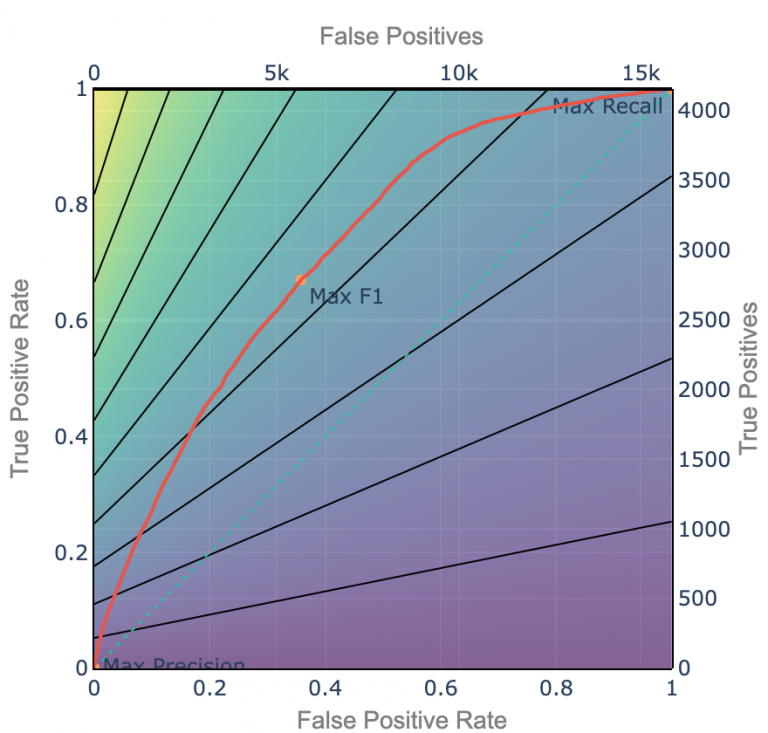 False Positives
0 5k 10k 15k
1
Max Recall
4000
3500
0.8
3000
True Positive Rate
Max F1
0.6
2500
True Positives
2000
0.4
1500
1000
0.2
500
0
Max Precision
0
0 0.2 0.4 0.6 0.8 1
False Positive Rate